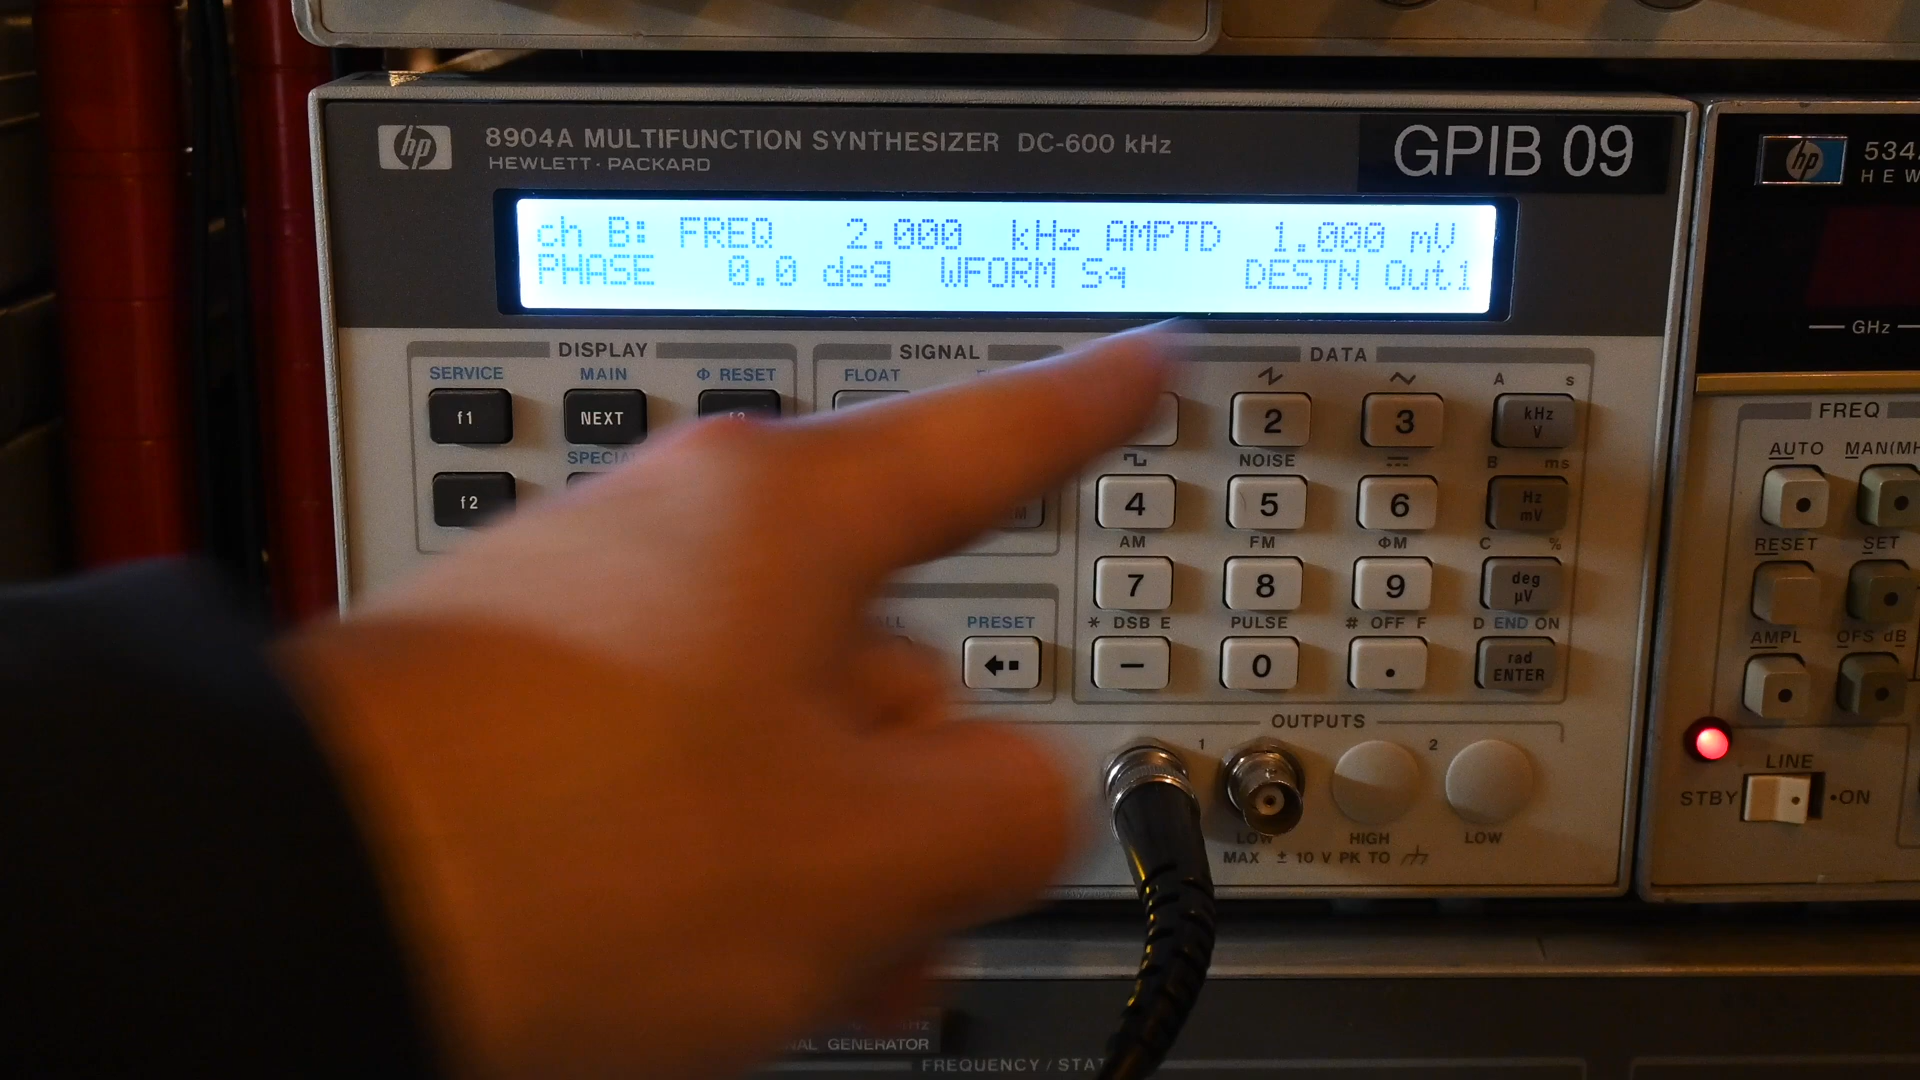 hp
8904A MULTIFUNCTION SYNTHESIZER DC-600 kHz
HEWLETT·PACKARD
GPIB 09
ch B: FREQ 2.000 kHz AMPTD 1.000 mV
PHASE 0.0 deg WFORM Sq DESTN Out1
DISPLAY
SIGNAL
DATA
SERVICE
MAIN
Φ RESET
FLOAT
A
s
f1
NEXT
2
3
kHz
V
NOISE
B
ms
f2
4
5
6
Hz
mV
AM
FM
ΦM
C
%
7
8
9
deg
µV
PRESET
* DSB E
PULSE
# OFF F
D END ON
−
0
.
rad
ENTER
OUTPUTS
1
2
LOW
HIGH
LOW
MAX ± 10 V PK TO
hp
GHz
FREQ
AUTO
RESET
SET
AMPL
OFS dB
LINE
STBY
ON
GENERATOR
FREQUENCY